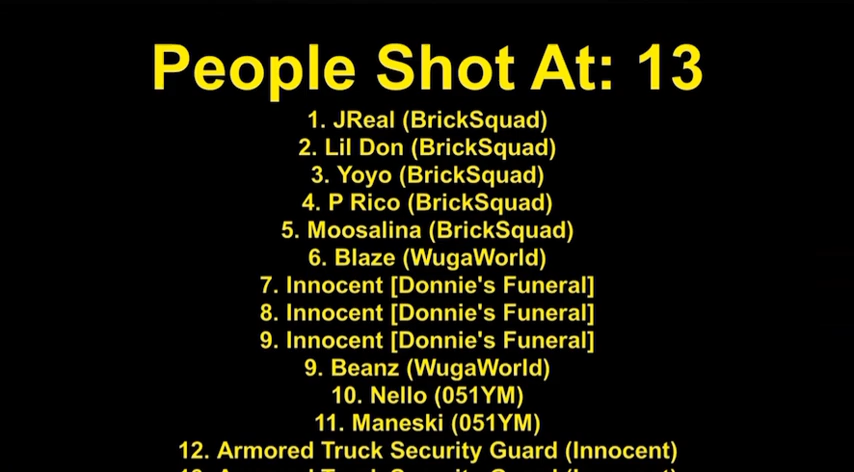 People Shot At: 13
1. JReal (BrickSquad)
2. Lil Don (BrickSquad)
3. Yoyo (BrickSquad)
4. P Rico (BrickSquad)
5. Moosalina (BrickSquad)
6. Blaze (WugaWorld)
7. Innocent [Donnie's Funeral]
8. Innocent [Donnie's Funeral]
9. Innocent [Donnie's Funeral]
9. Beanz (WugaWorld)
10. Nello (051YM)
11. Maneski (051YM)
12. Armored Truck Security Guard (Innocent)